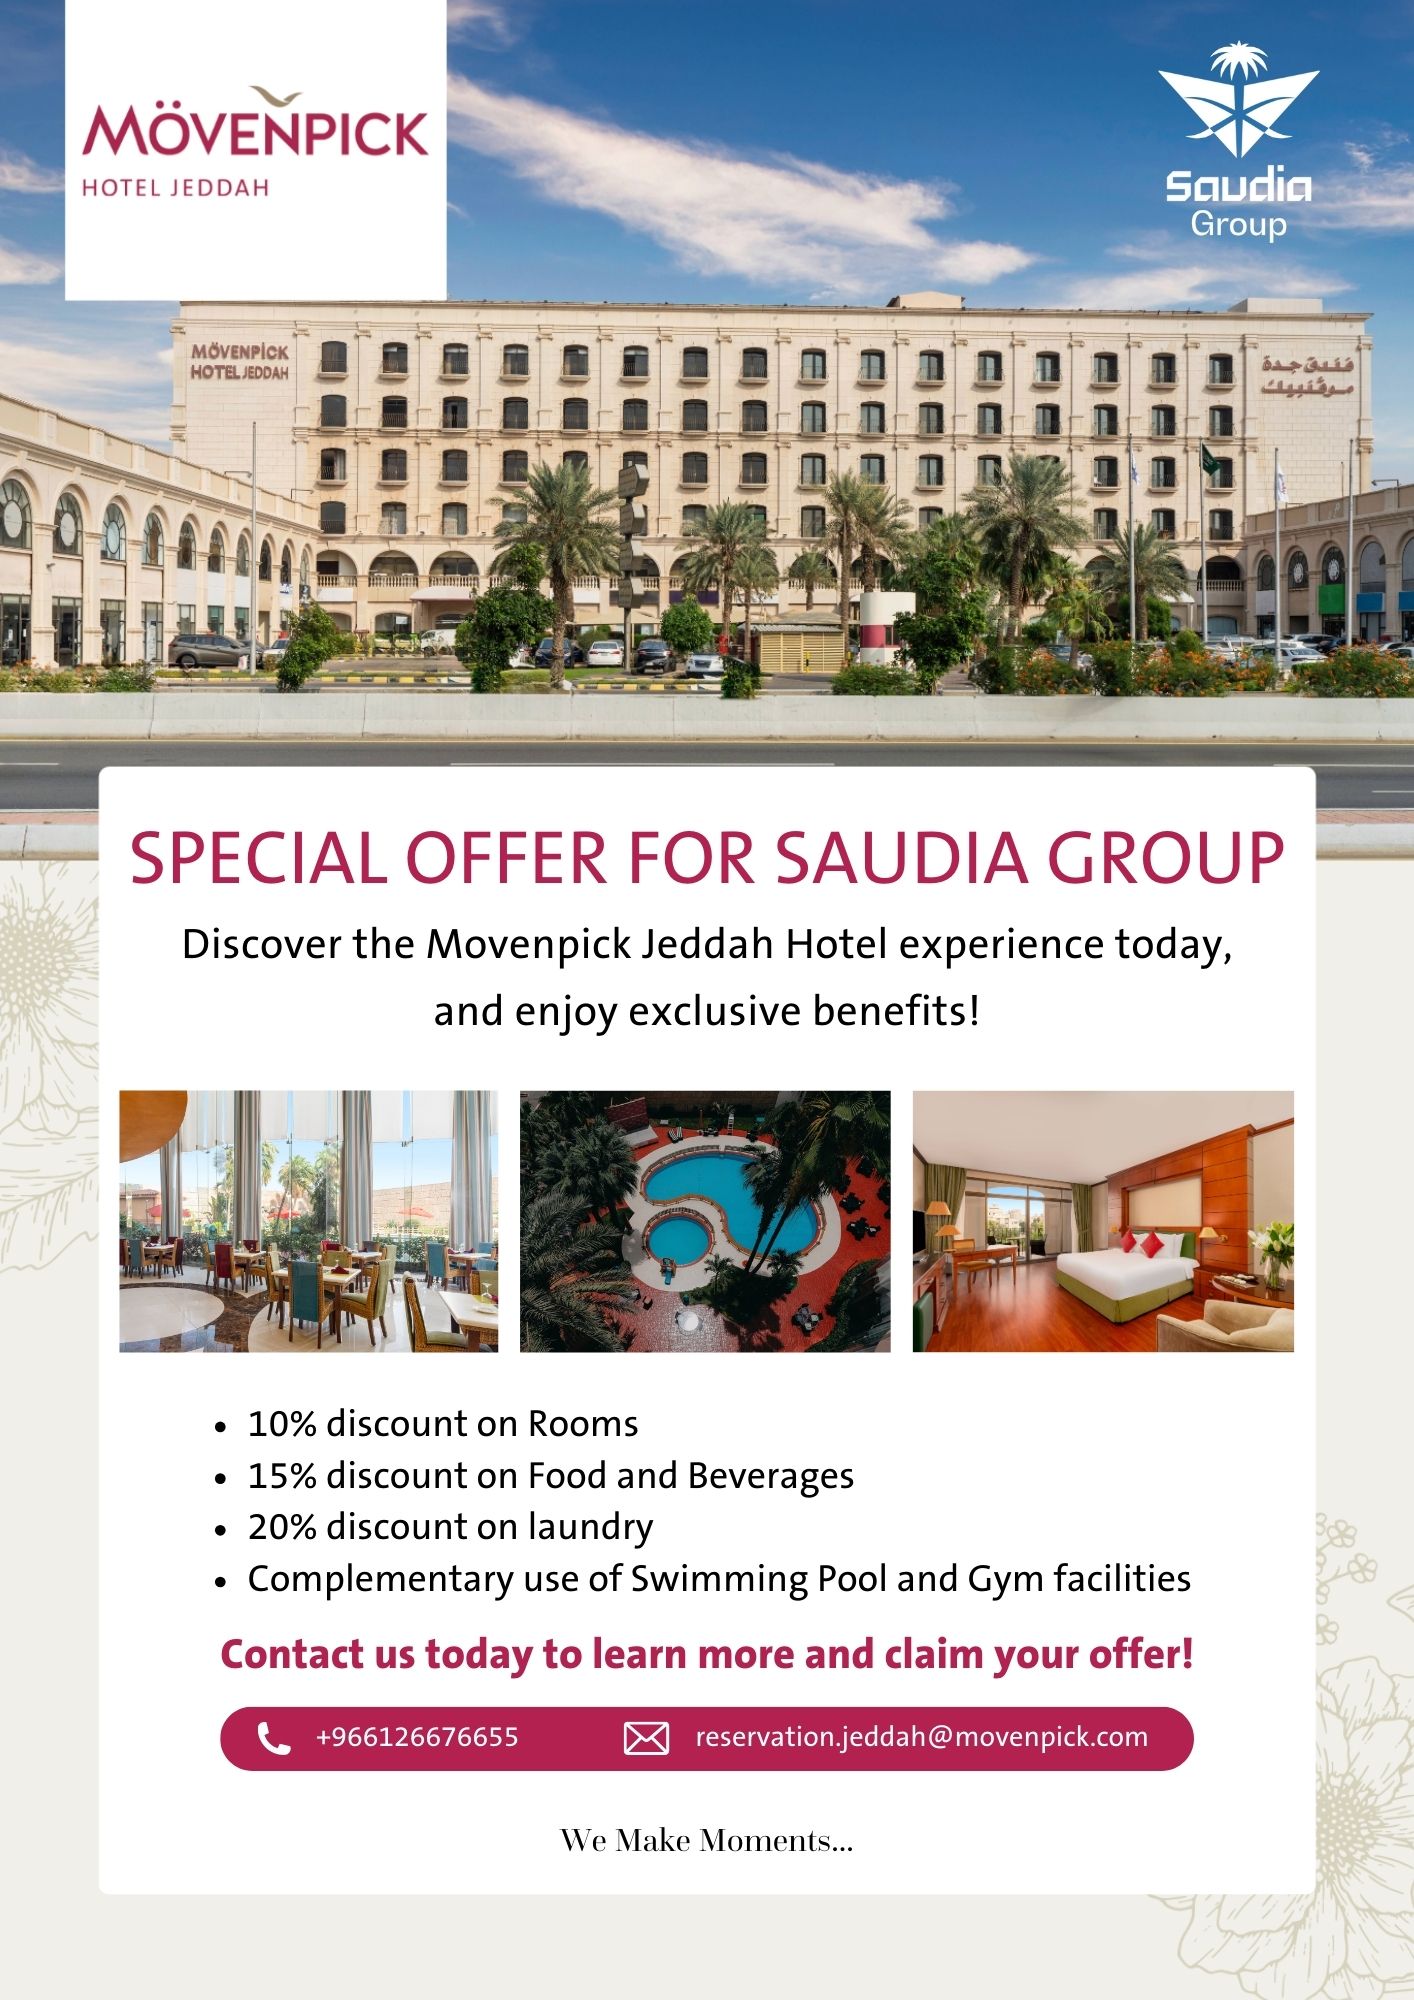 MÖVENPICK
HOTEL JEDDAH
Saudia
Group
MÖVENPICK
HOTEL JEDDAH
فندق جدة
موڤنبيك
SPECIAL OFFER FOR SAUDIA GROUP
Discover the Movenpick Jeddah Hotel experience today,
and enjoy exclusive benefits!
• 10% discount on Rooms
• 15% discount on Food and Beverages
• 20% discount on laundry
• Complementary use of Swimming Pool and Gym facilities
Contact us today to learn more and claim your offer!
+966126676655 reservation.jeddah@movenpick.com
We Make Moments...